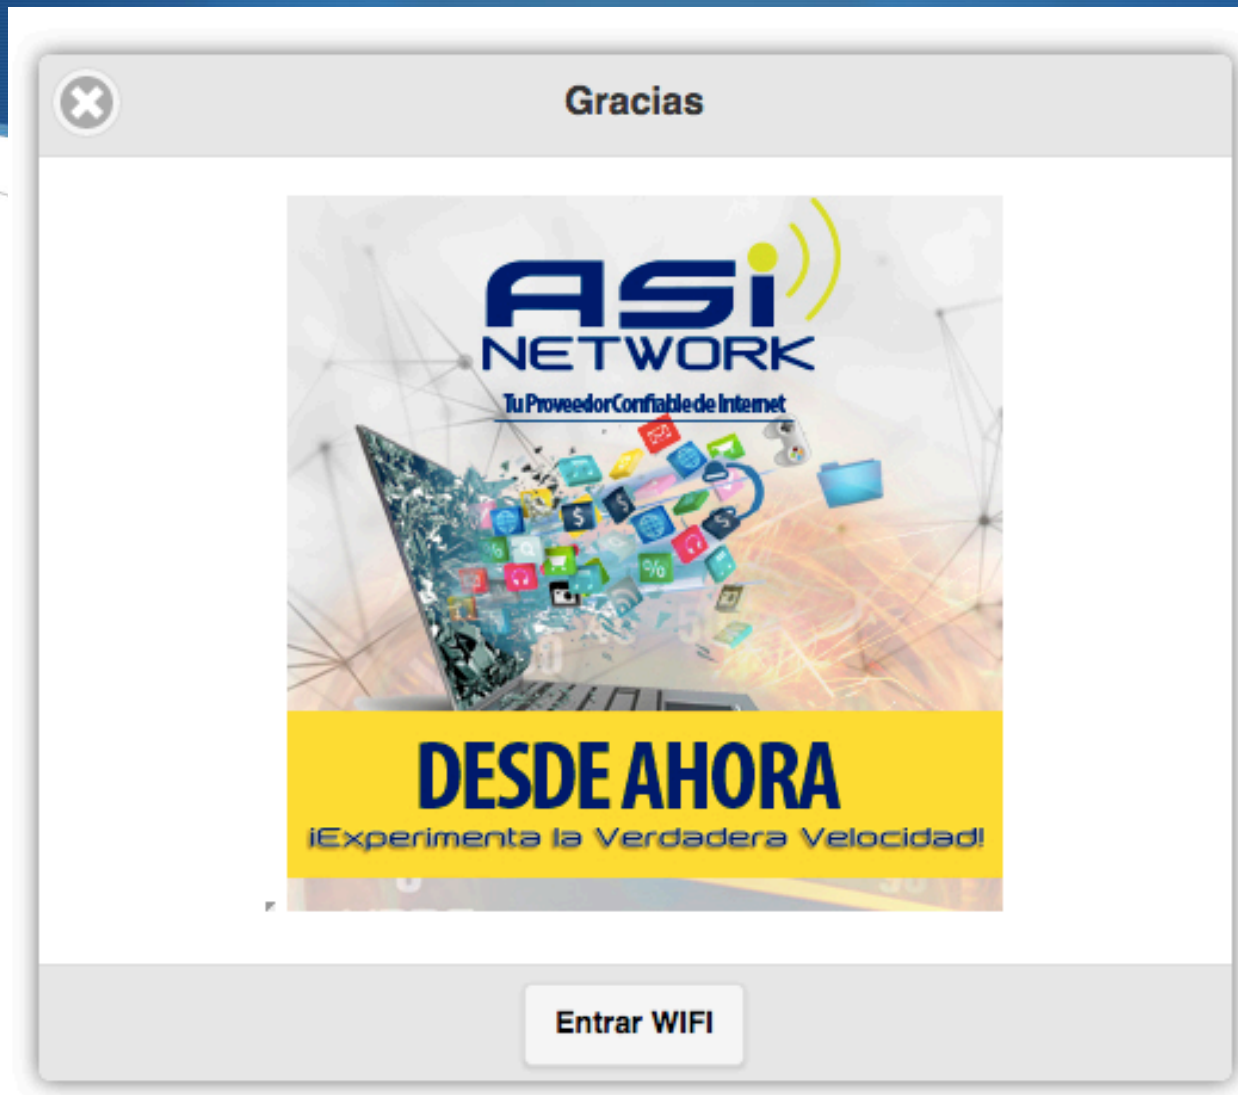 Gracias
ASi
NETWORK
Tu Proveedor Confiable de Internet
DESDE AHORA
¡Experimenta la Verdadera Velocidad!
Entrar WIFI